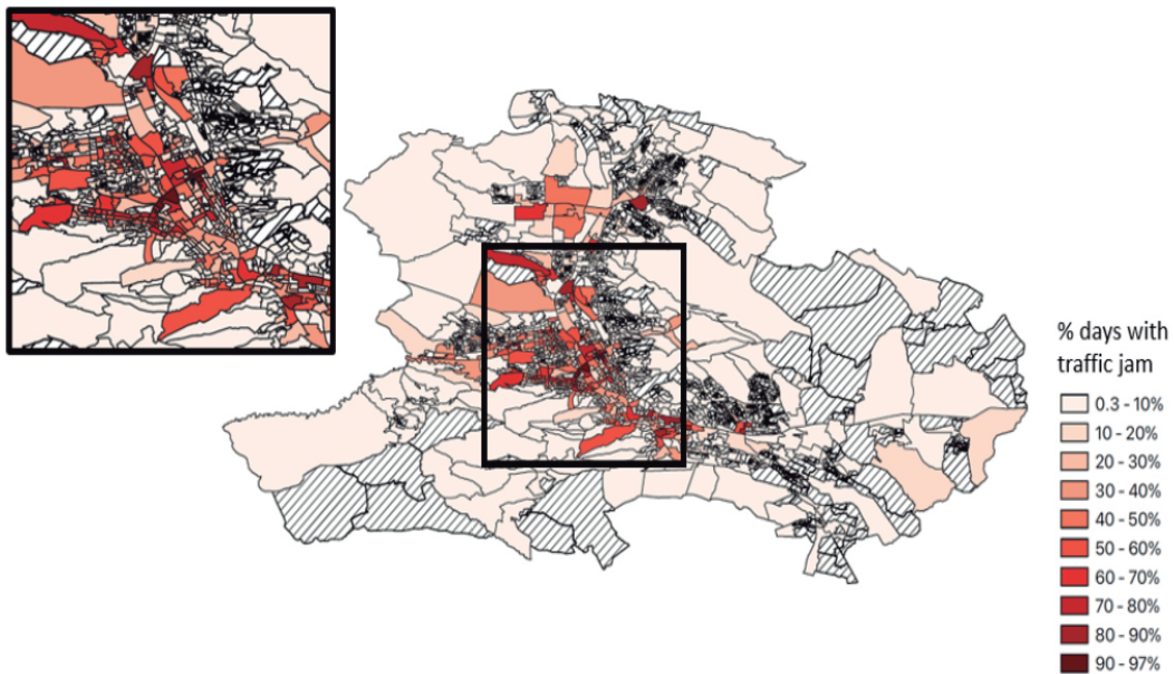 % days with
traffic jam
0.3 - 10%
10 - 20%
20 - 30%
30 - 40%
40 - 50%
50 - 60%
60 - 70%
70 - 80%
80 - 90%
90 - 97%